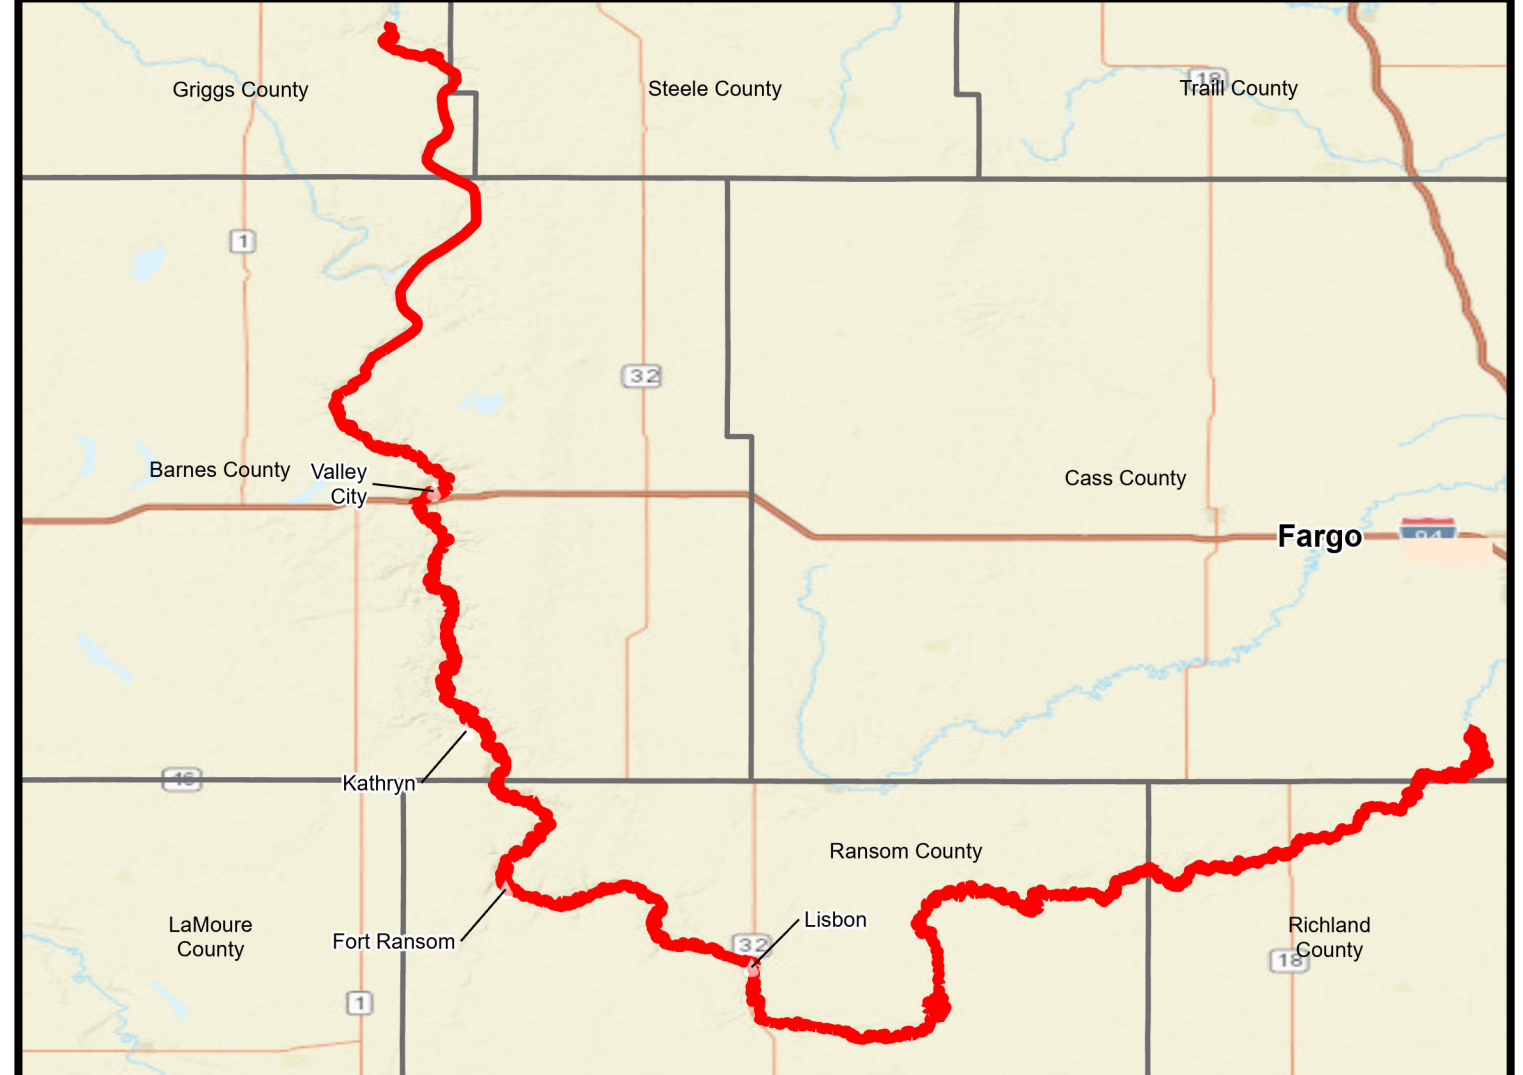 Griggs County
Steele County
18
Traill County
1
32
Barnes County
Valley
City
Cass County
Fargo
Kathryn
Ransom County
LaMoure
County
Fort Ransom
Lisbon
32
Richland
County
18
1